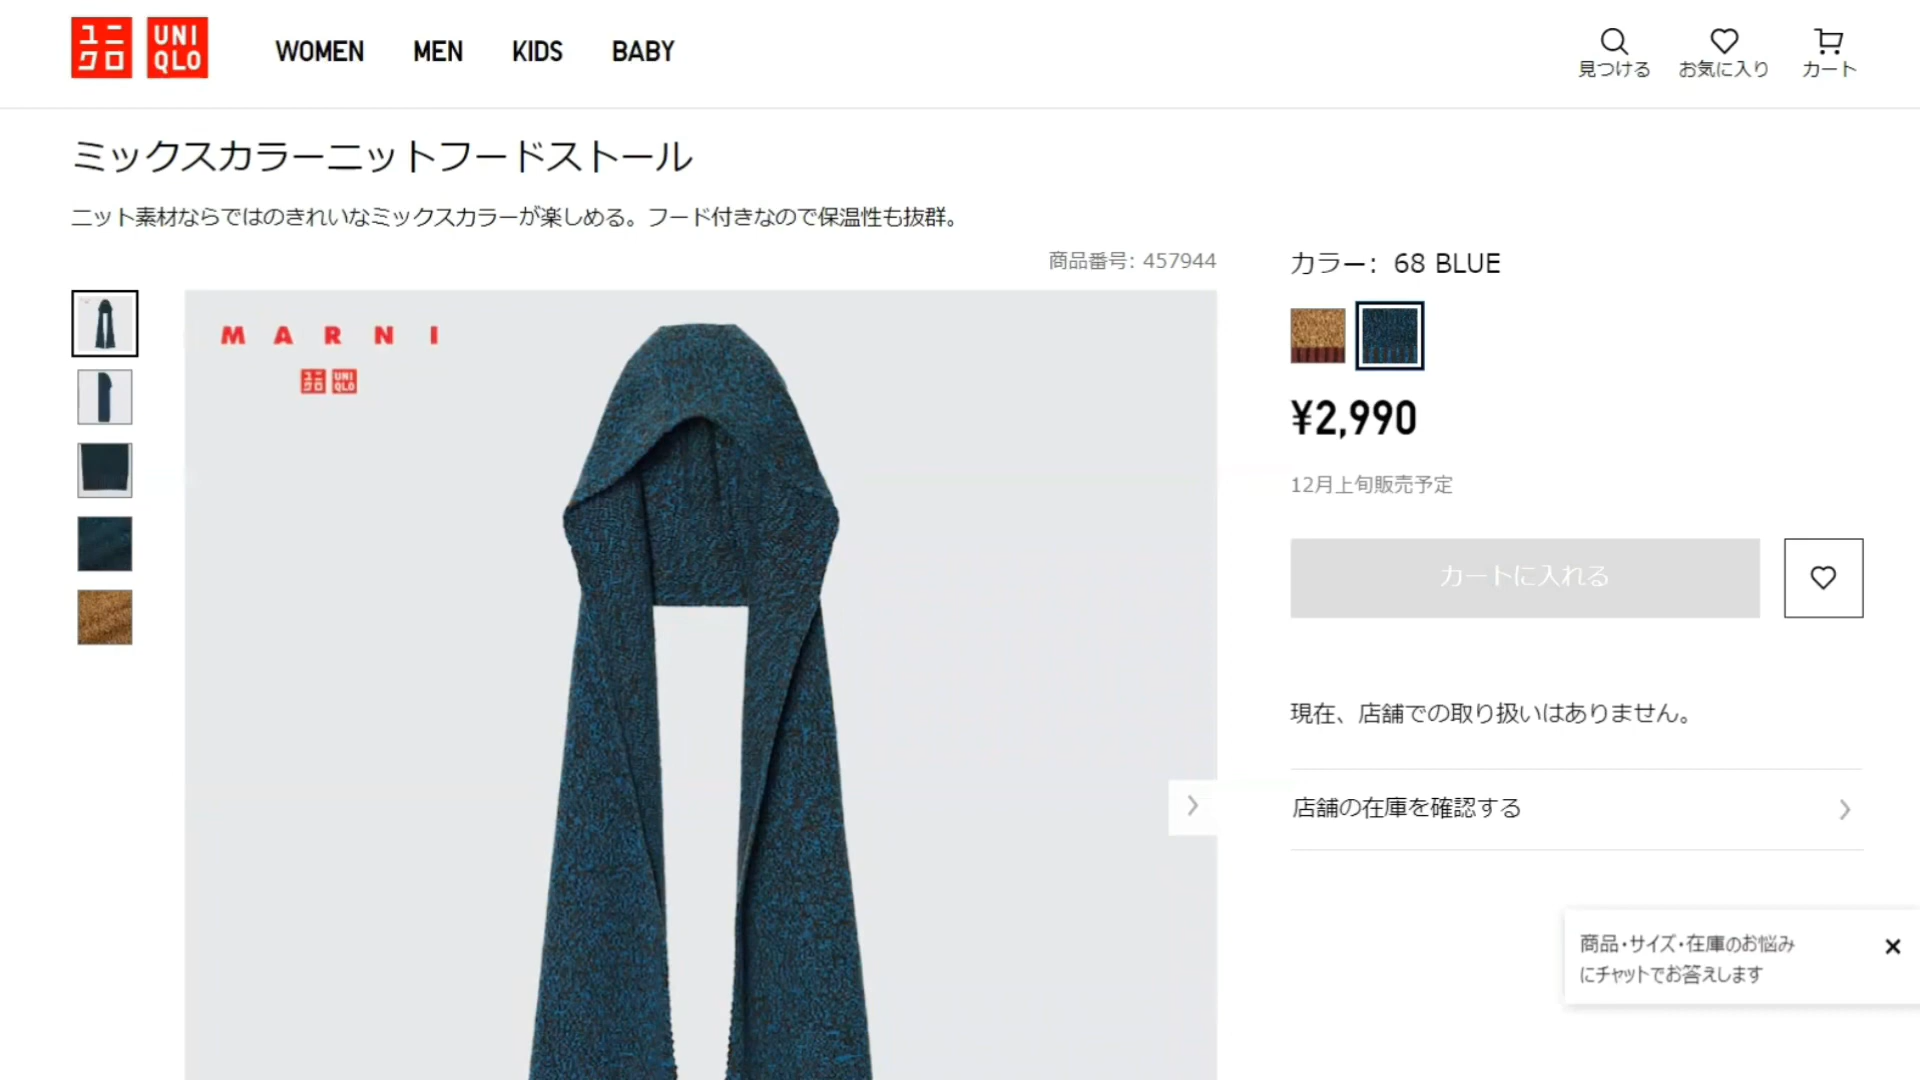 ユニ
クロ
UNI
QLO
WOMEN
MEN
KIDS
BABY
見つける
お気に入り
カート
ミックスカラーニットフードストール
ニット素材ならではのきれいなミックスカラーが楽しめる。フード付きなので保温性も抜群。
商品番号: 457944
MARNI
ユニ
クロ
UNI
QLO
カラー: 68 BLUE
¥2,990
12月上旬販売予定
カートに入れる
現在、店舗での取り扱いはありません。
店舗の在庫を確認する
商品・サイズ・在庫のお悩み
にチャットでお答えします